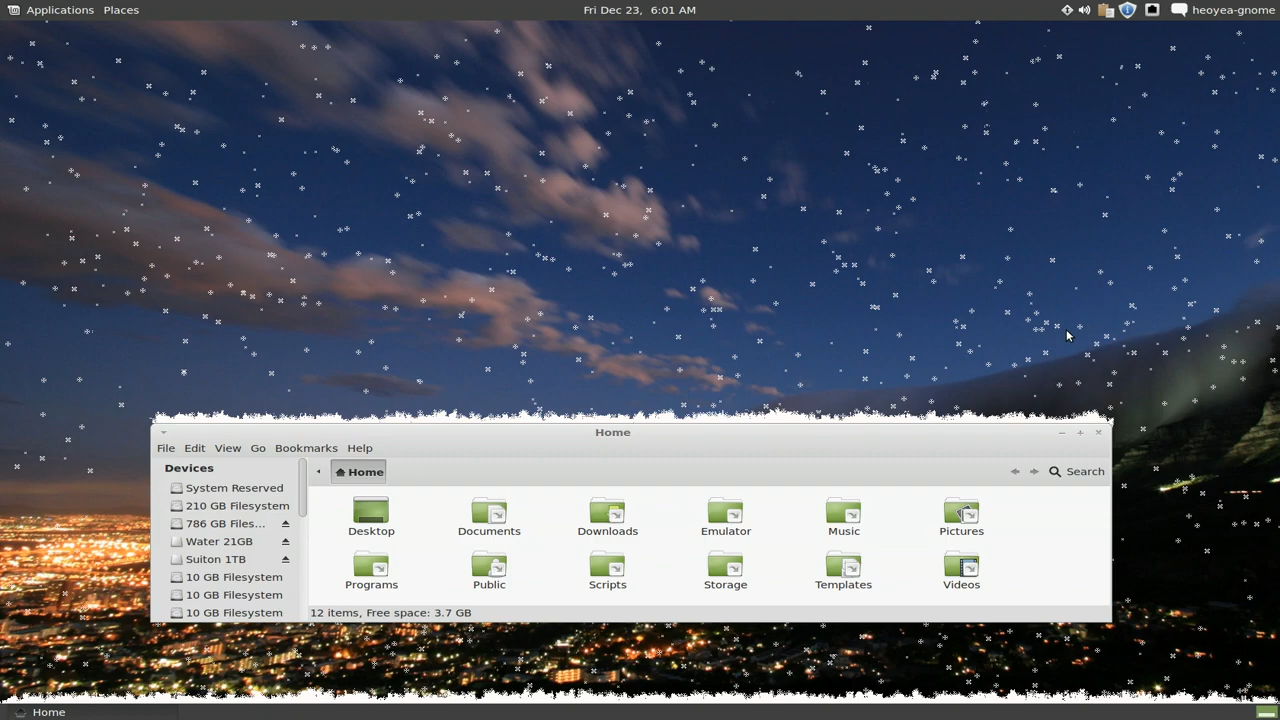 Applications Places Fri Dec 23, 6:01 AM heoyea-gnome
Home
File Edit View Go Bookmarks Help
Devices
System Reserved
210 GB Filesystem
786 GB Files...
Water 21GB
Suiton 1TB
10 GB Filesystem
10 GB Filesystem
10 GB Filesystem
Home Search
Desktop Documents Downloads Emulator Music Pictures
Programs Public Scripts Storage Templates Videos
12 items, Free space: 3.7 GB
Home